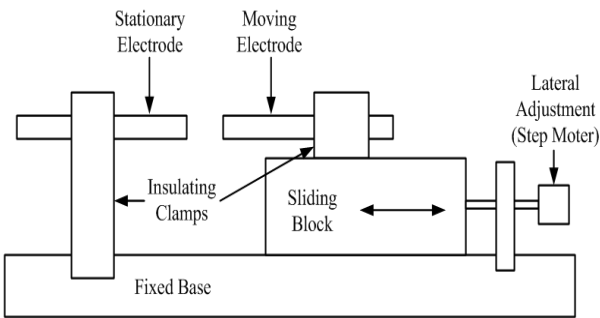 Stationary
Electrode
Moving
Electrode
Lateral
Adjustment
(Step Moter)
Insulating
Clamps
Sliding
Block
Fixed Base